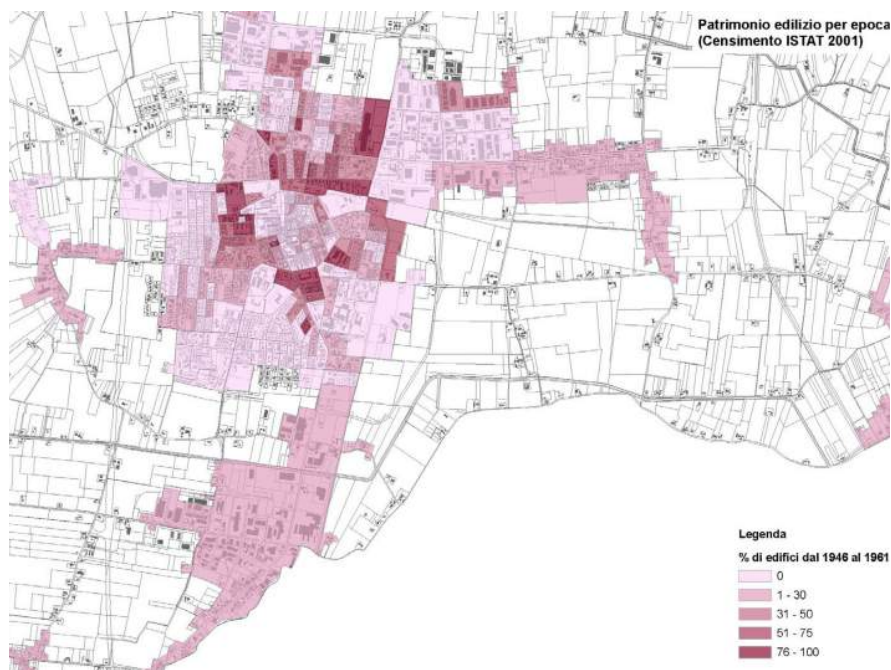 Patrimonio edilizio per epoca
(Censimento ISTAT 2001)
Legenda
% di edifici dal 1946 al 1961
0
1 - 30
31 - 50
51 - 75
76 - 100